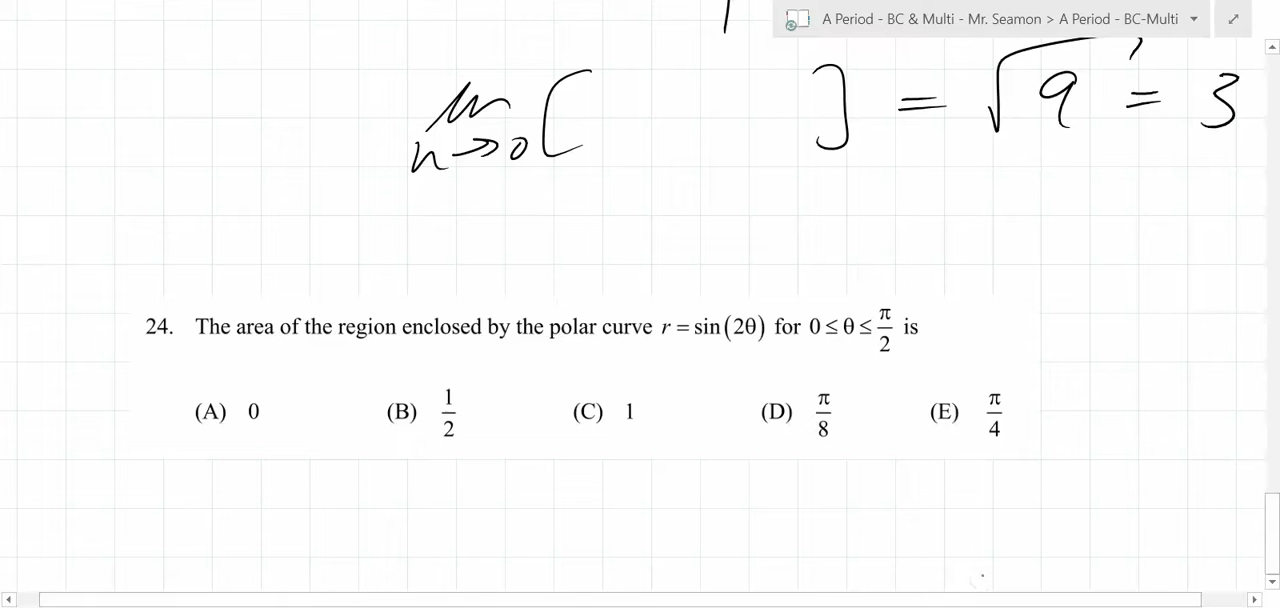 A Period - BC & Multi - Mr. Seamon > A Period - BC-Multi
lim n→0 [ ] = √9 = 3
24. The area of the region enclosed by the polar curve r = sin(2θ) for 0 ≤ θ ≤ π/2 is
(A) 0 (B) 1/2 (C) 1 (D) π/8 (E) π/4